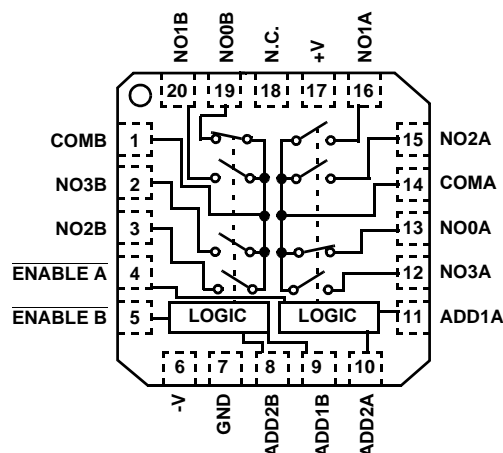 NO1B
NO0B
N.C.
+V
NO1A
20
19
18
17
16
COMB
1
15
NO2A
NO3B
2
14
COMA
NO2B
3
13
NO0A
ENABLE A
4
12
NO3A
ENABLE B
5
LOGIC
LOGIC
11
ADD1A
6
7
8
9
10
-V
GND
ADD2B
ADD1B
ADD2A